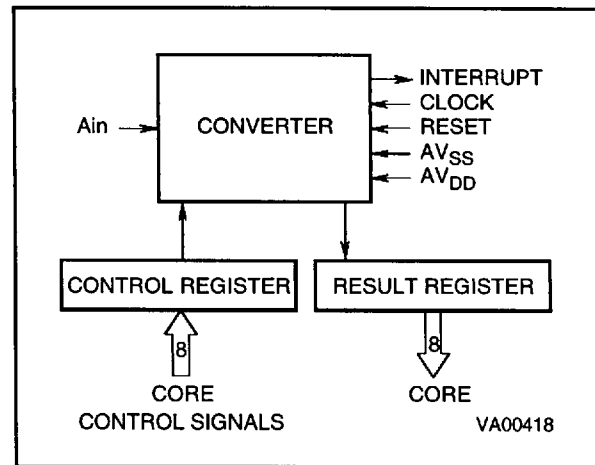 INTERRUPT
CLOCK
Ain
CONVERTER
RESET
AVSS
AVDD
CONTROL REGISTER
RESULT REGISTER
8
8
CORE
CORE
CONTROL SIGNALS
VA00418